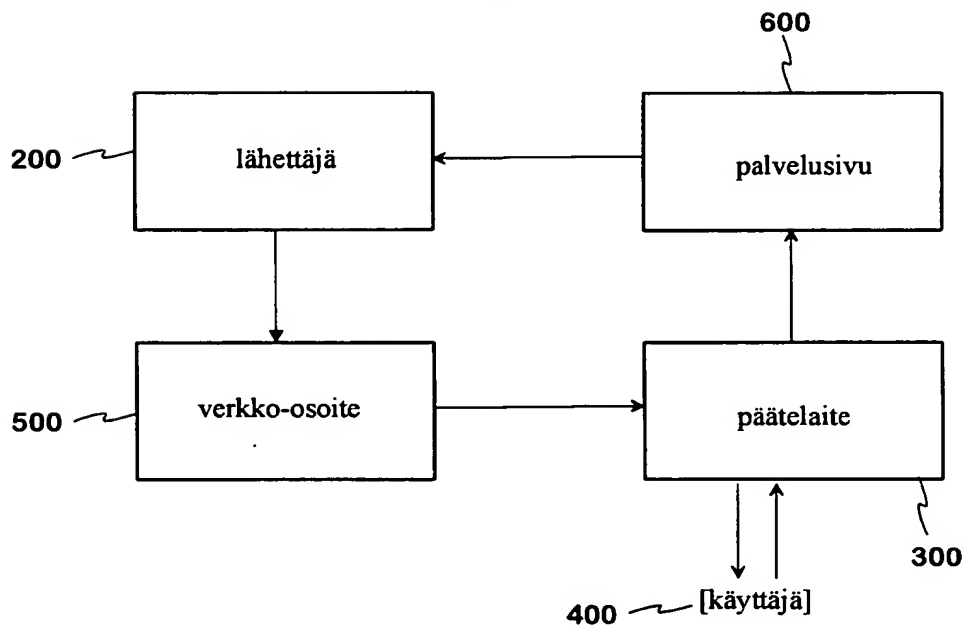 600
200
lähettäjä
palvelusivu
500
verkko-osoite
päätelaite
300
400
[käyttäjä]